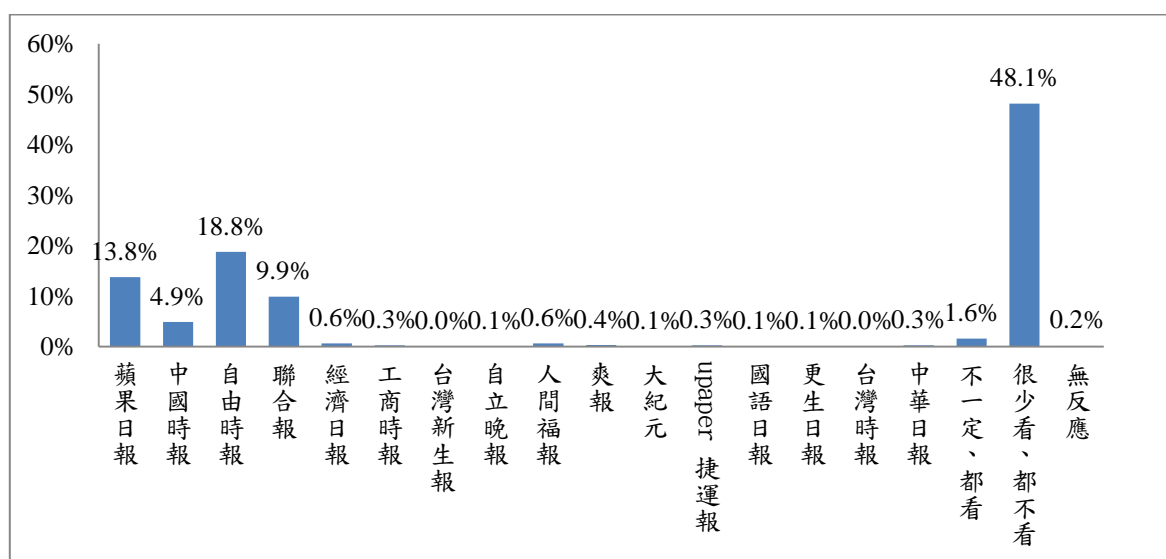 60%
50%
40%
30%
20%
10%
0%
13.8%
4.9%
18.8%
9.9%
0.6%
0.3%
0.0%
0.1%
0.6%
0.4%
0.1%
0.3%
0.1%
0.1%
0.0%
0.3%
1.6%
48.1%
0.2%
蘋果日報
中國時報
自由時報
聯合報
經濟日報
工商時報
台灣新生報
自立晚報
人間福報
爽報
大紀元
upaper 捷運報
國語日報
更生日報
台灣時報
中華日報
不一定、都看
很少看、都不看
無反應